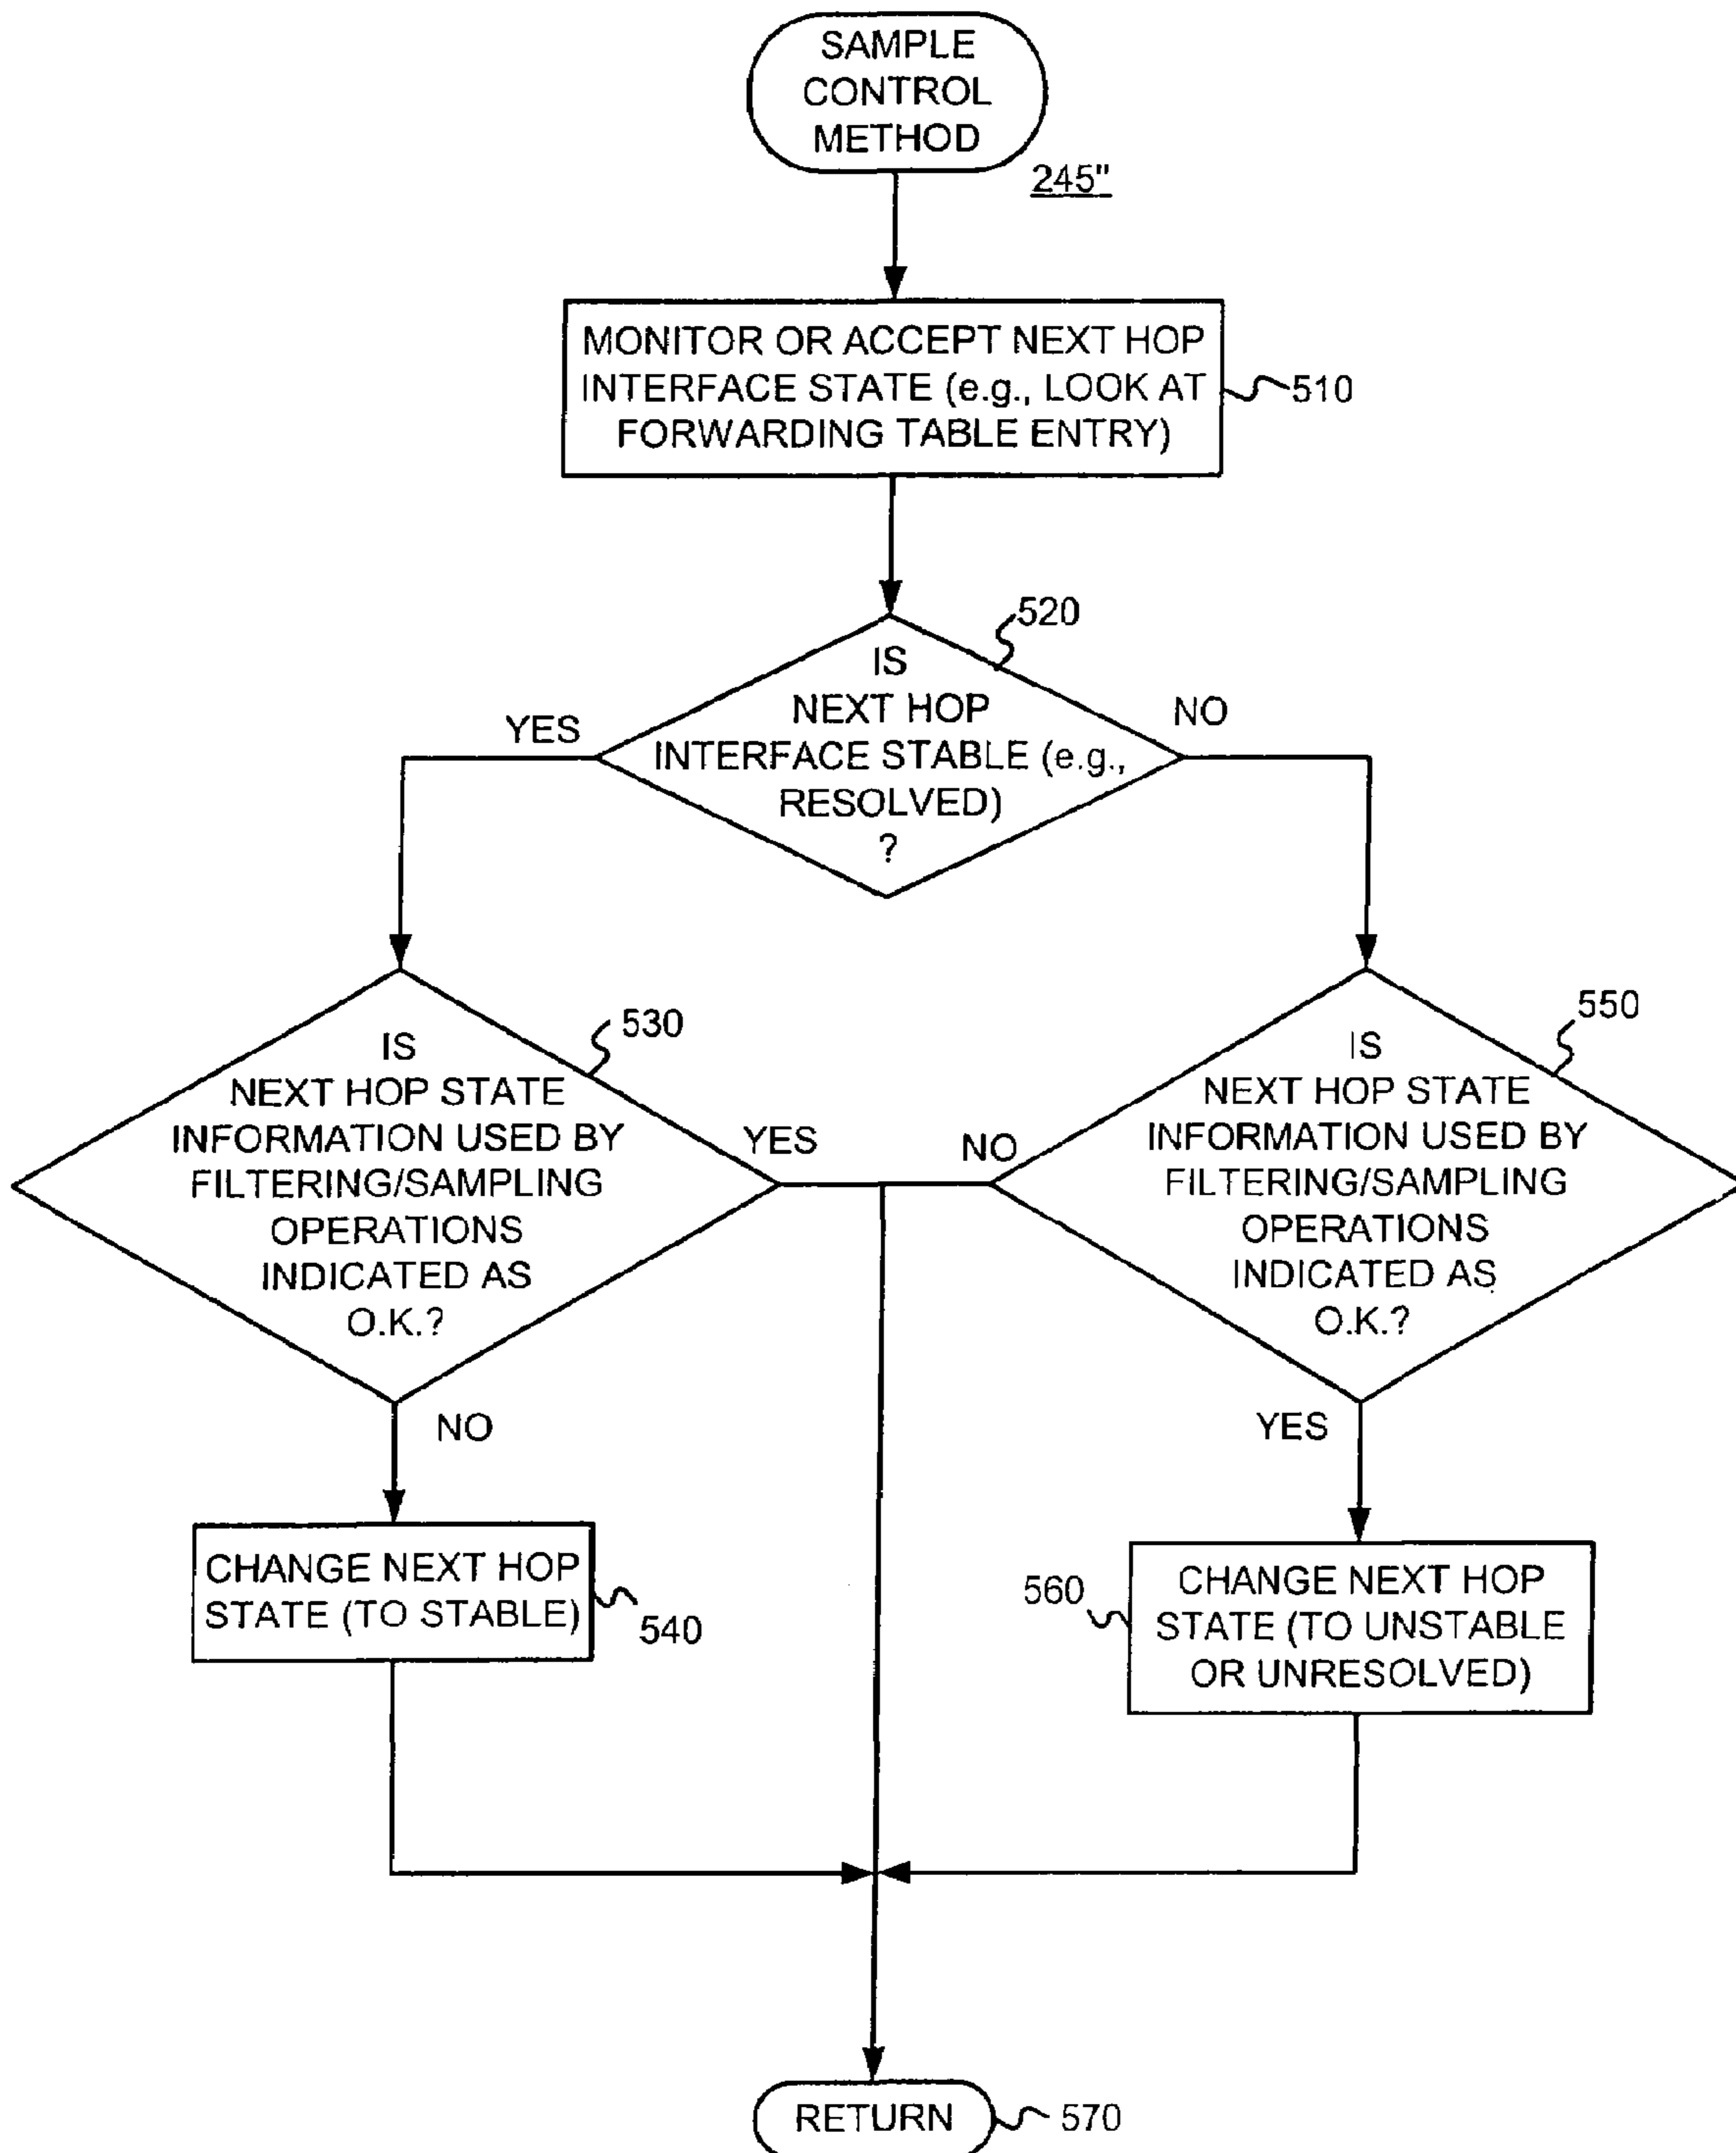 SAMPLE
CONTROL
METHOD
245"
MONITOR OR ACCEPT NEXT HOP
INTERFACE STATE (e.g., LOOK AT
FORWARDING TABLE ENTRY)
510
520
IS
NEXT HOP
INTERFACE STABLE (e.g.,
RESOLVED)
?
YES
NO
530
IS
NEXT HOP STATE
INFORMATION USED BY
FILTERING/SAMPLING
OPERATIONS
INDICATED AS
O.K.?
YES
NO
550
IS
NEXT HOP STATE
INFORMATION USED BY
FILTERING/SAMPLING
OPERATIONS
INDICATED AS
O.K.?
NO
YES
CHANGE NEXT HOP
STATE (TO STABLE)
540
560
CHANGE NEXT HOP
STATE (TO UNSTABLE
OR UNRESOLVED)
RETURN
570